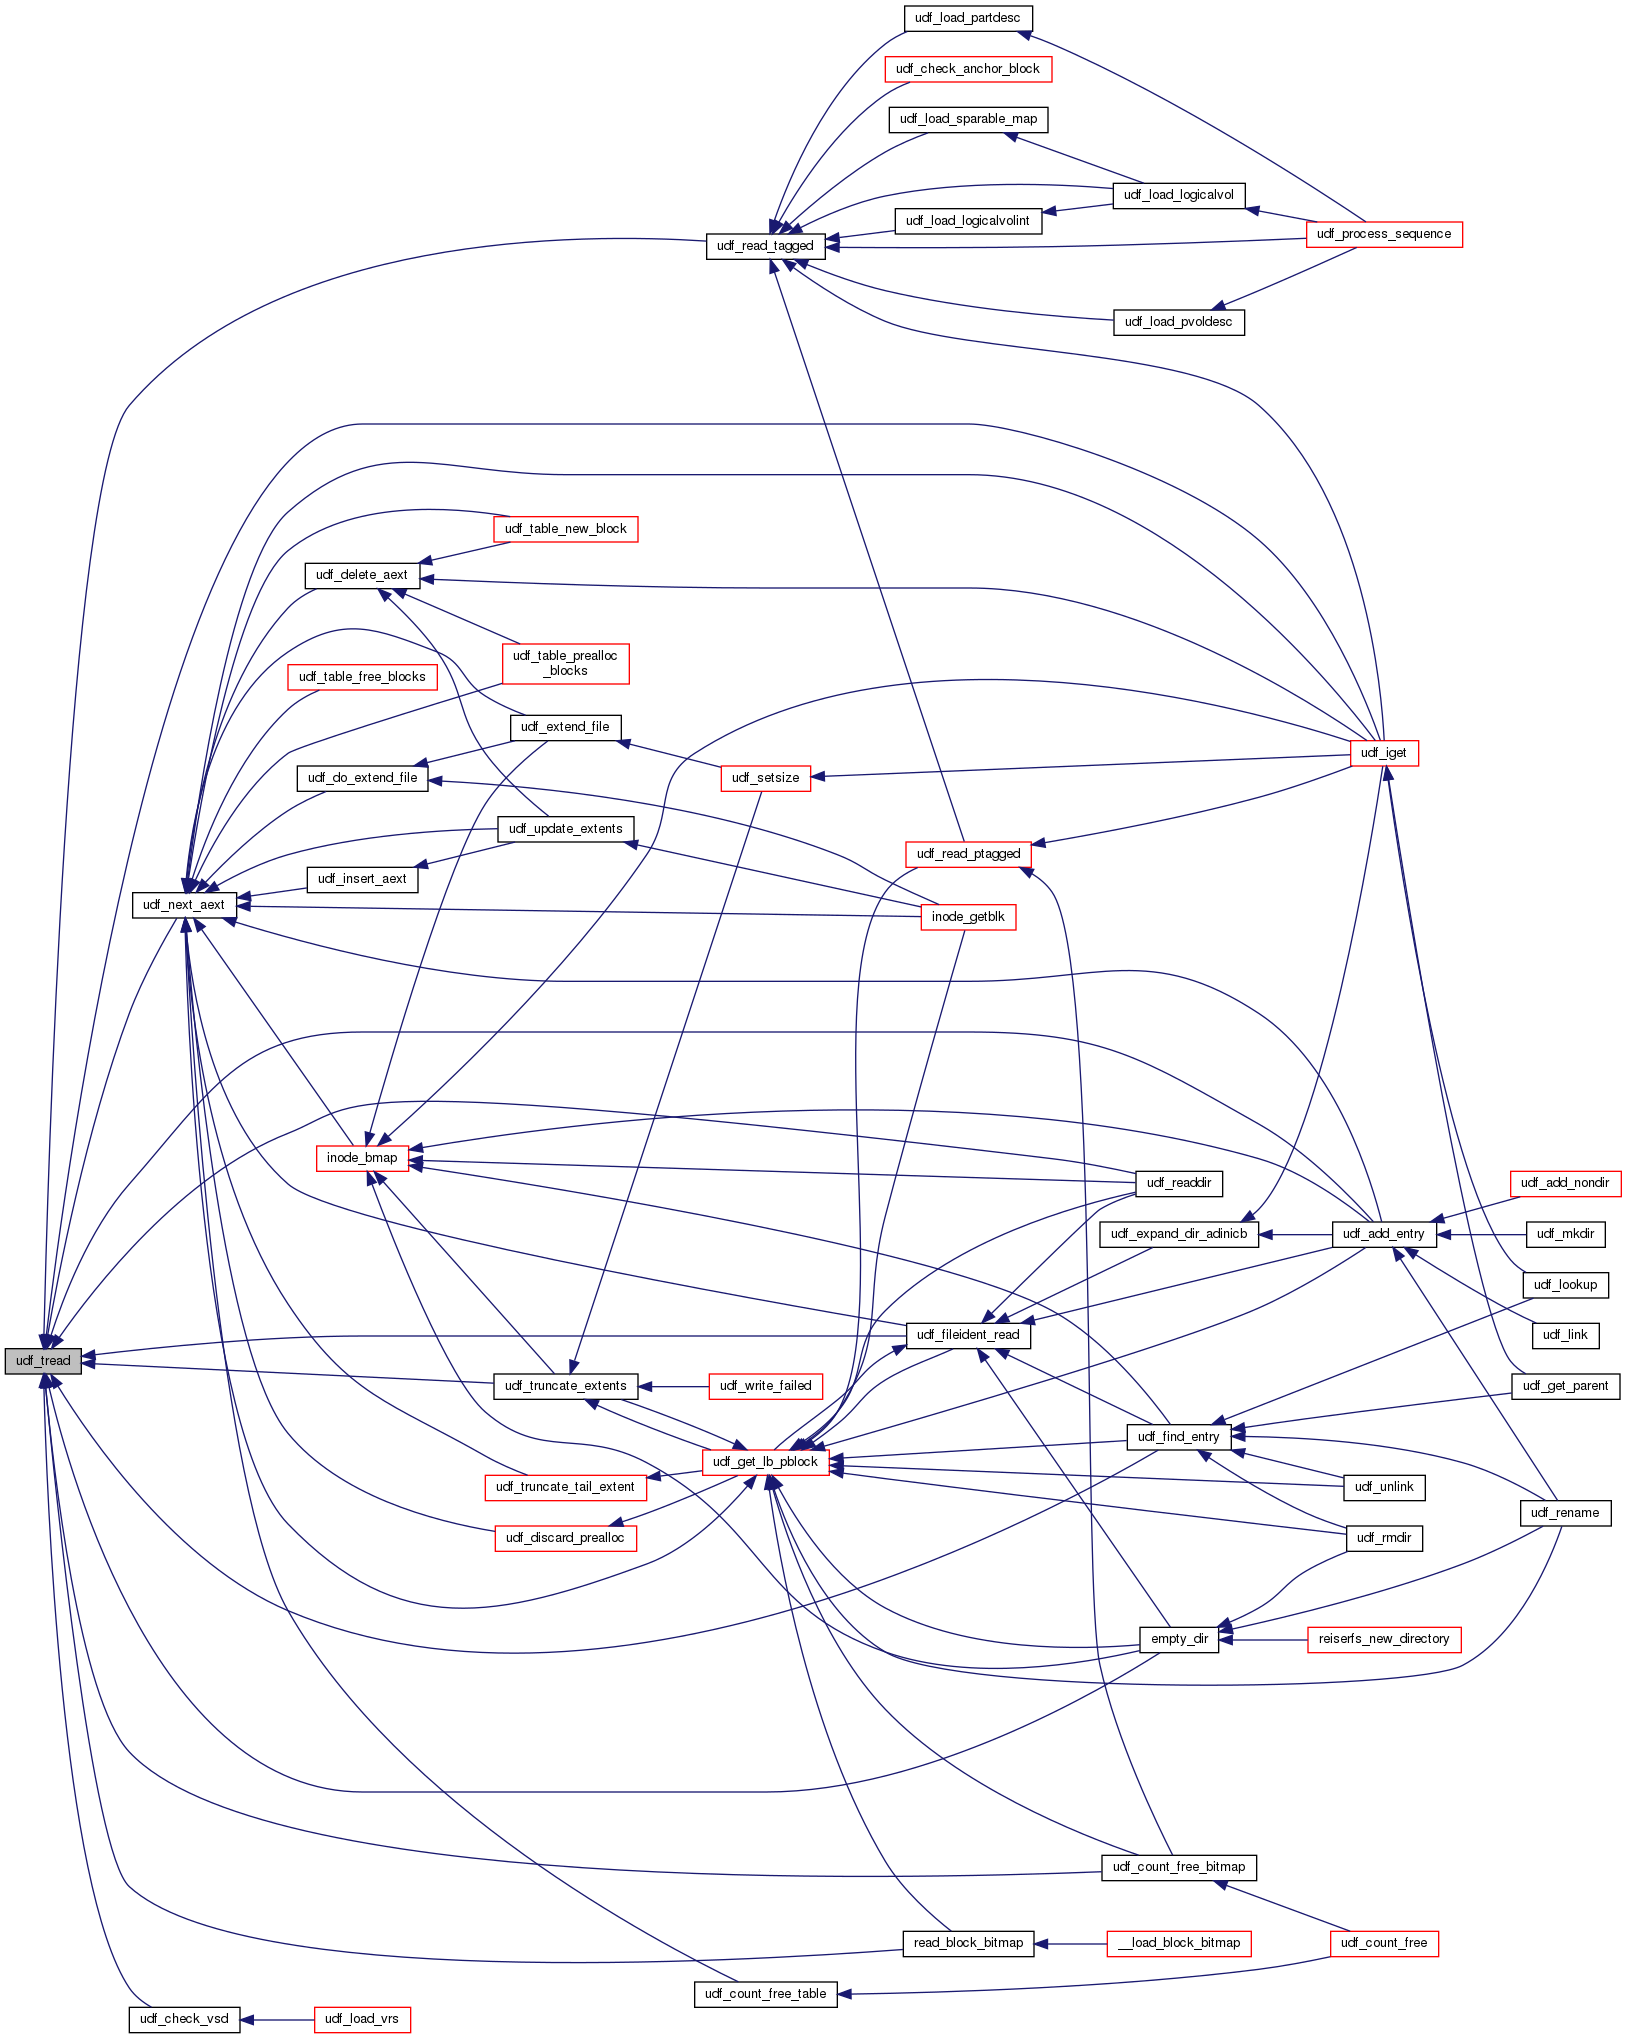 udf_load_partdesc
udf_check_anchor_block
udf_load_sparable_map
udf_load_logicalvol
udf_load_logicalvolint
udf_process_sequence
udf_read_tagged
udf_load_pvoldesc
udf_table_new_block
udf_delete_aext
udf_table_prealloc
_blocks
udf_table_free_blocks
udf_extend_file
udf_iget
udf_do_extend_file
udf_setsize
udf_update_extents
udf_read_ptagged
udf_insert_aext
udf_next_aext
inode_getblk
inode_bmap
udf_readdir
udf_add_nondir
udf_expand_dir_adinicb
udf_add_entry
udf_mkdir
udf_lookup
udf_fileident_read
udf_link
udf_tread
udf_truncate_extents
udf_write_failed
udf_get_parent
udf_find_entry
udf_get_lb_pblock
udf_truncate_tail_extent
udf_unlink
udf_rename
udf_discard_prealloc
udf_rmdir
empty_dir
reiserfs_new_directory
udf_count_free_bitmap
read_block_bitmap
__load_block_bitmap
udf_count_free
udf_count_free_table
udf_check_vsd
udf_load_vrs